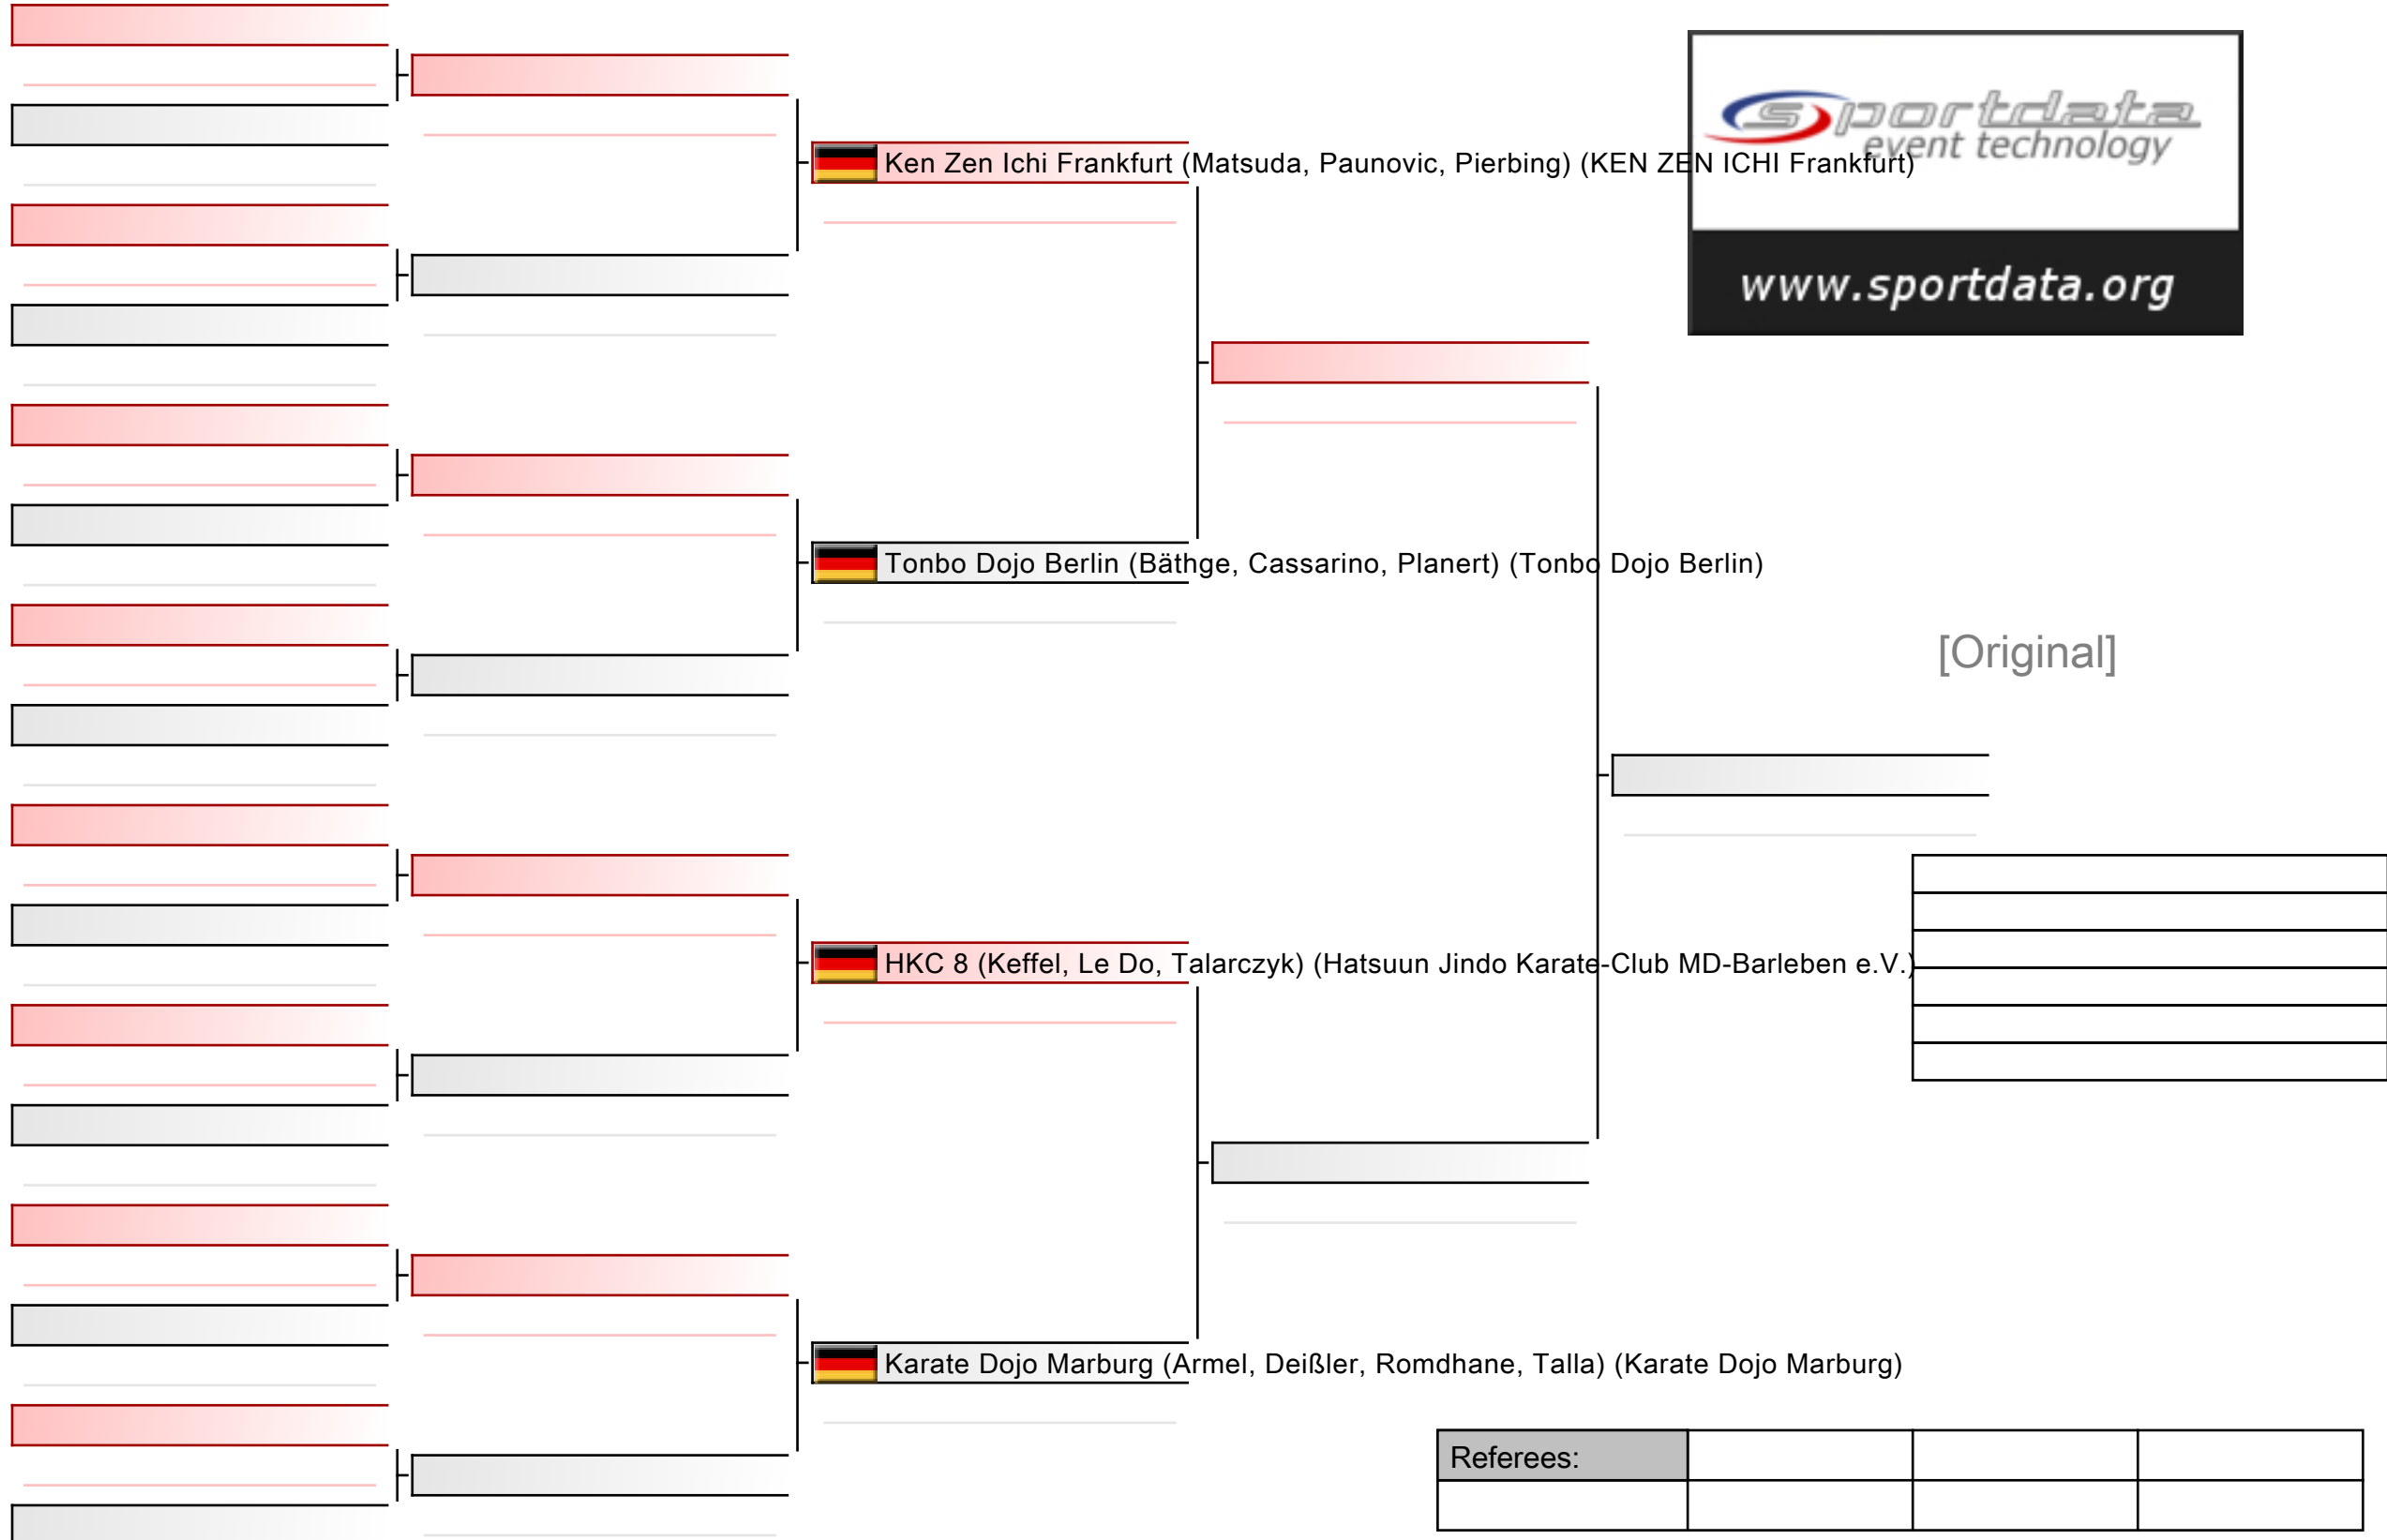 sportdata
event technology
www.sportdata.org
Ken Zen Ichi Frankfurt (Matsuda, Paunovic, Pierbing) (KEN ZEN ICHI Frankfurt)
Tonbo Dojo Berlin (Bäthge, Cassarino, Planert) (Tonbo Dojo Berlin)
[Original]
HKC 8 (Keffel, Le Do, Talarczyk) (Hatsuun Jindo Karate-Club MD-Barleben e.V.)
Karate Dojo Marburg (Armel, Deißler, Romdhane, Talla) (Karate Dojo Marburg)
Referees: